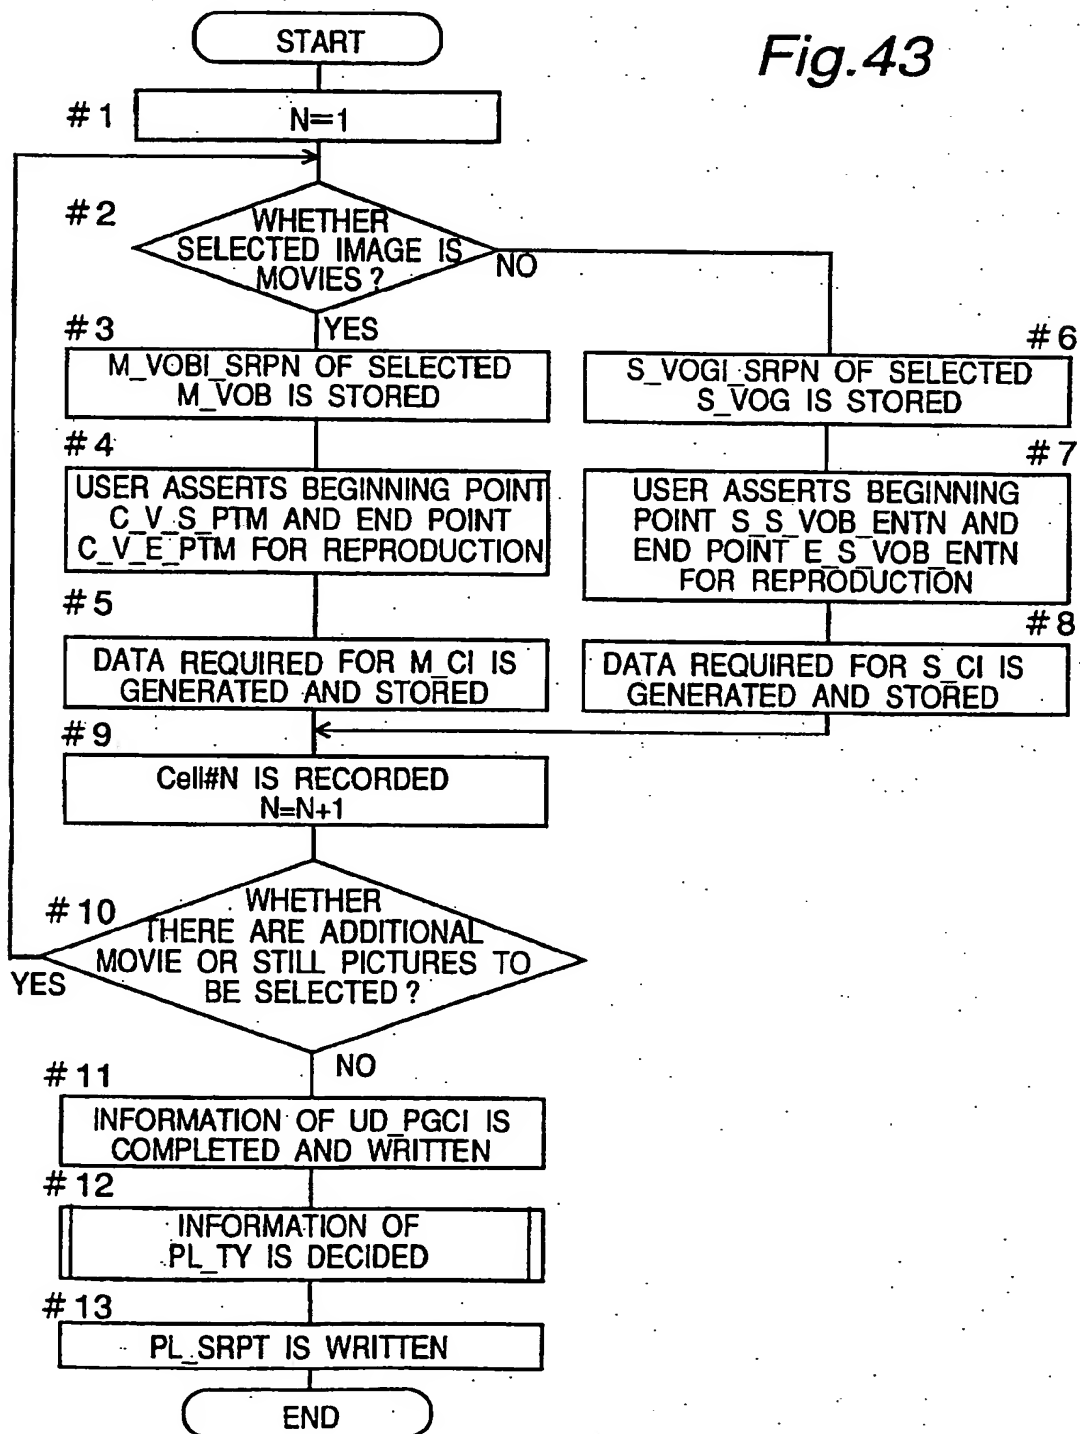 Fig.43
START
#1
N=1
#2
WHETHER
SELECTED IMAGE IS
MOVIES?
NO
YES
#3
M_VOBI_SRPN OF SELECTED
M_VOB IS STORED
#4
USER ASSERTS BEGINNING POINT
C_V_S_PTM AND END POINT
C_V_E_PTM FOR REPRODUCTION
#5
DATA REQUIRED FOR M_CI IS
GENERATED AND STORED
#6
S_VOGI_SRPN OF SELECTED
S_VOG IS STORED
#7
USER ASSERTS BEGINNING
POINT S_S_VOB_ENTN AND
END POINT E_S_VOB_ENTN
FOR REPRODUCTION
#8
DATA REQUIRED FOR S_CI IS
GENERATED AND STORED
#9
Cell#N IS RECORDED
N=N+1
#10
WHETHER
THERE ARE ADDITIONAL
MOVIE OR STILL PICTURES TO
BE SELECTED?
YES
NO
#11
INFORMATION OF UD_PGCI IS
COMPLETED AND WRITTEN
#12
INFORMATION OF
PL_TY IS DECIDED
#13
PL_SRPT IS WRITTEN
END